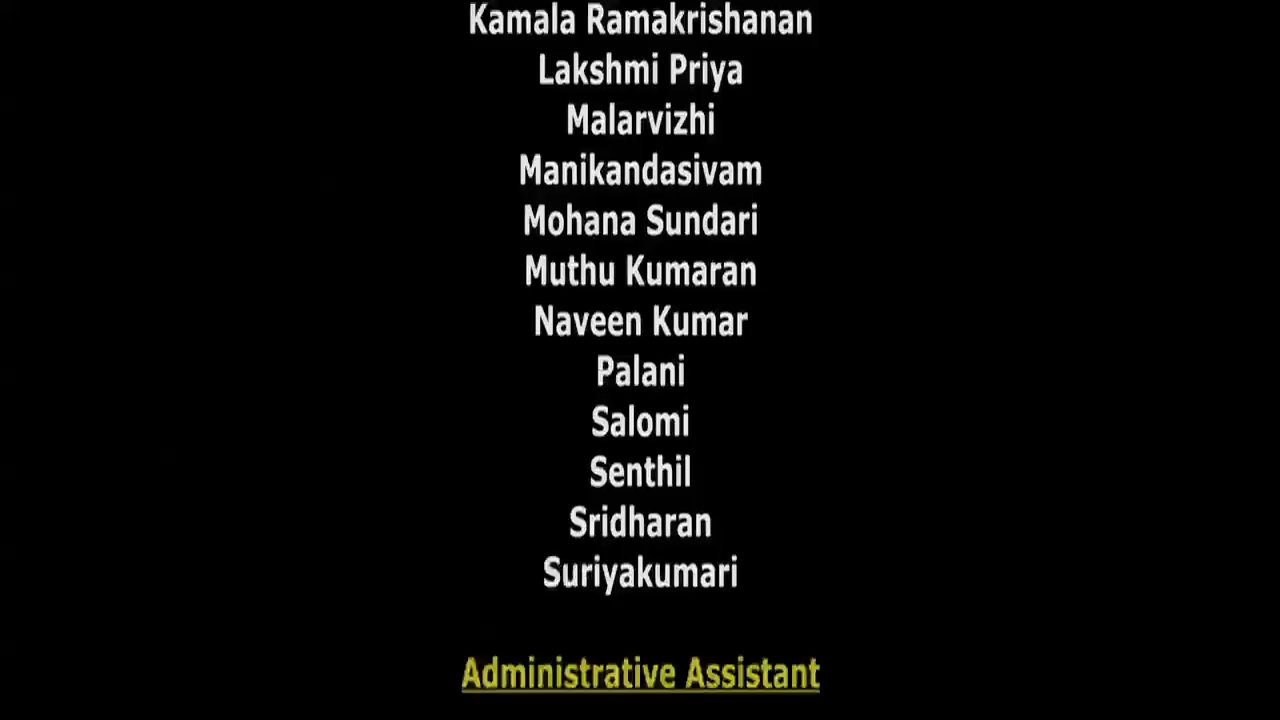 Kamala Ramakrishanan
Lakshmi Priya
Malarvizhi
Manikandasivam
Mohana Sundari
Muthu Kumaran
Naveen Kumar
Palani
Salomi
Senthil
Sridharan
Suriyakumari
Administrative Assistant